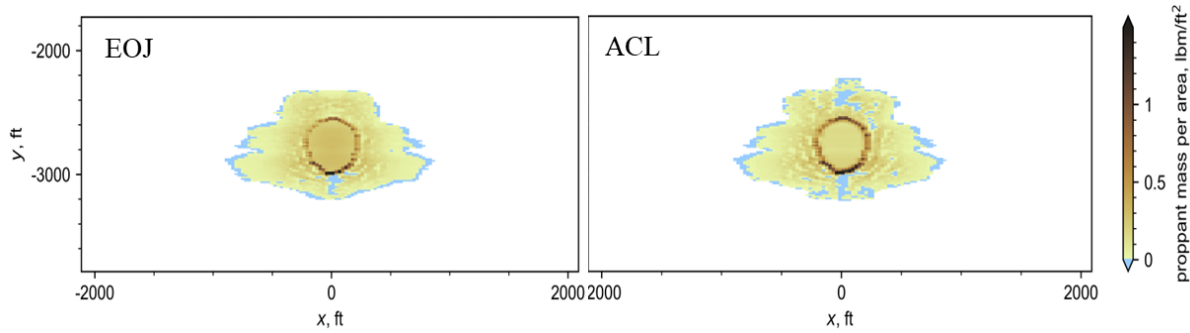 EOJ
ACL
-2000
-3000
y, ft
-2000
0
2000
x, ft
2000
0
2000
x, ft
1
0.5
0
proppant mass per area, lbm/ft²